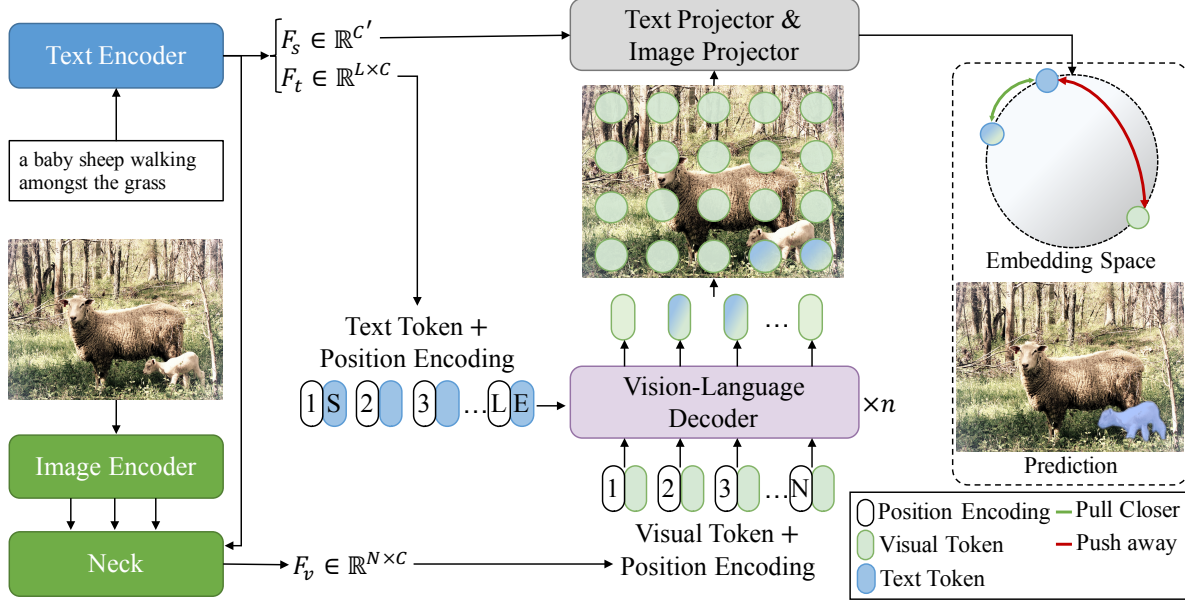 Text Encoder
a baby sheep walking
amongst the grass
Image Encoder
Neck
F_s ∈ ℝ^{C'}
F_t ∈ ℝ^{L×C}
F_v ∈ ℝ^{N×C}
Text Token +
Position Encoding
1 S 2 3 ... L E
Text Projector &
Image Projector
...
Vision-Language
Decoder
×n
1 2 3 ... N
Visual Token +
Position Encoding
Embedding Space
Prediction
Position Encoding
Visual Token
Text Token
Pull Closer
Push away